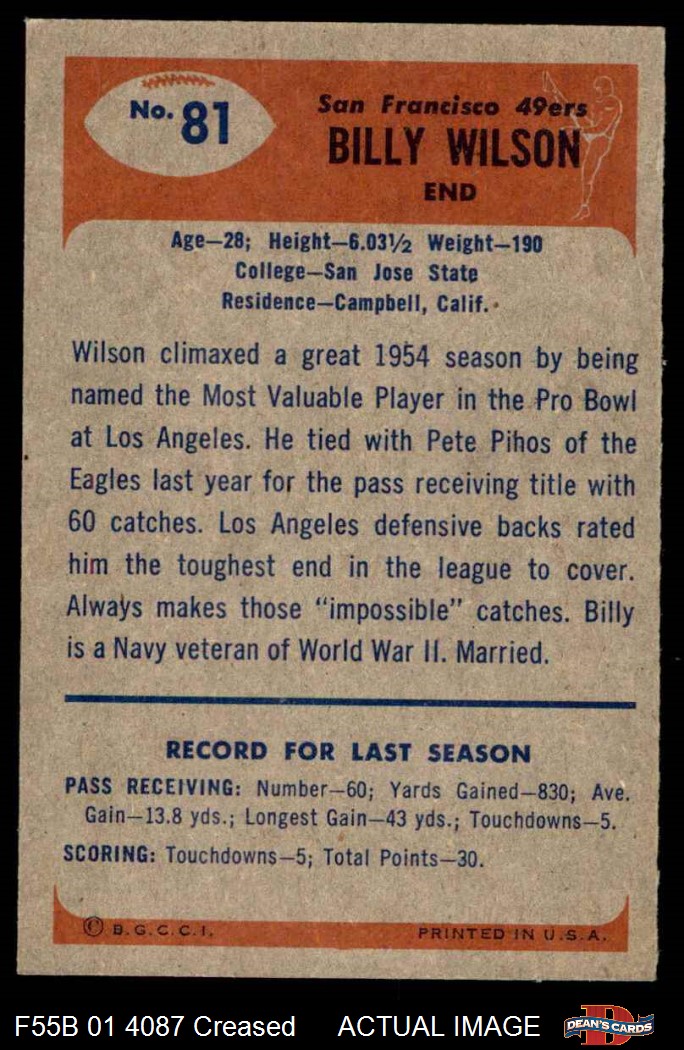 No. 81
San Francisco 49ers
BILLY WILSON
END
Age—28; Height—6.03½ Weight—190
College—San Jose State
Residence—Campbell, Calif.
Wilson climaxed a great 1954 season by being
named the Most Valuable Player in the Pro Bowl
at Los Angeles. He tied with Pete Pihos of the
Eagles last year for the pass receiving title with
60 catches. Los Angeles defensive backs rated
him the toughest end in the league to cover.
Always makes those “impossible” catches. Billy
is a Navy veteran of World War II. Married.
RECORD FOR LAST SEASON
PASS RECEIVING: Number—60; Yards Gained—830; Ave.
Gain—13.8 yds.; Longest Gain—43 yds.; Touchdowns—5.
SCORING: Touchdowns—5; Total Points—30.
© B.G.C.C.I. PRINTED IN U.S.A.
F55B 01 4087 Creased ACTUAL IMAGE
D
DEAN'S CARDS